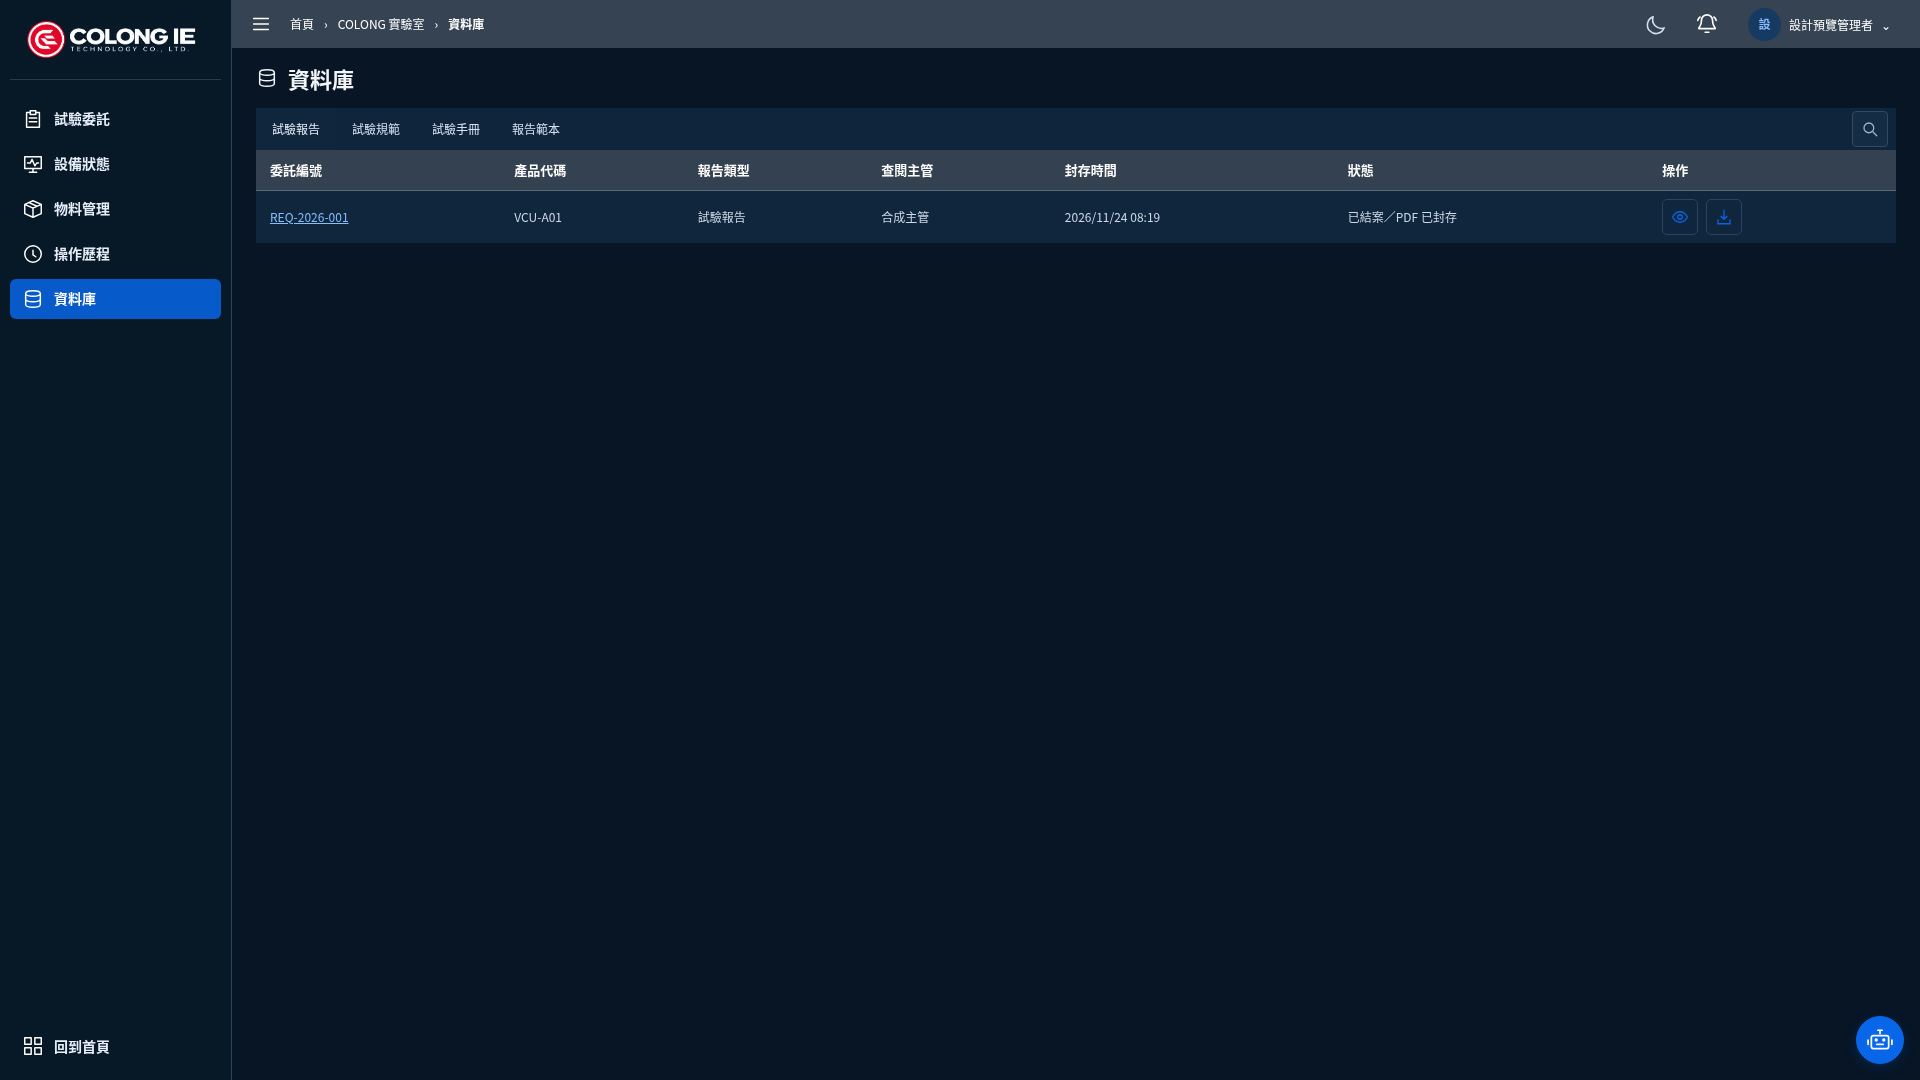 COLONG IE
TECHNOLOGY CO., LTD.
試驗委託
設備狀態
物料管理
操作歷程
資料庫
回到首頁
首頁 › COLONG 實驗室 › 資料庫
設 設計預覽管理者
資料庫
試驗報告 試驗規範 試驗手冊 報告範本
委託編號 產品代碼 報告類型 查閱主管 封存時間 狀態 操作
REQ-2026-001 VCU-A01 試驗報告 合成主管 2026/11/24 08:19 已結案／PDF 已封存